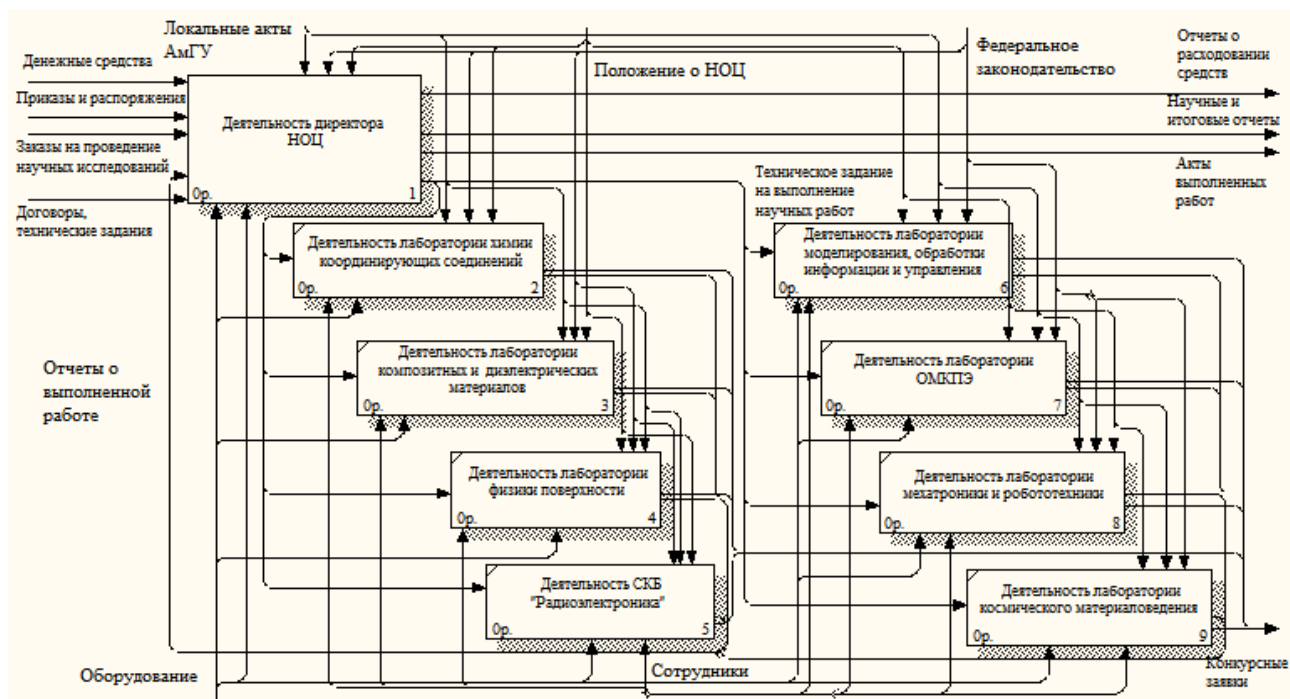 Локальные акты
АмГУ
Денежные средства
Приказы и распоряжения
Заказы на проведение
научных исследований
Договоры,
технические задания
Деятельность директора
НОЦ
0р.
1
Положение о НОЦ
Федеральное
законодательство
Отчеты о
расходовании
средств
Научные и
итоговые отчеты
Акты
выполненных
работ
Техническое задание
на выполнение
научных работ
Деятельность лаборатории химии
координирующих соединений
0р.
2
Деятельность лаборатории
моделирования, обработки
информации и управления
0р.
6
Отчеты о
выполненной
работе
Деятельность лаборатории
композитных и диэлектрических
материалов
0р.
3
Деятельность лаборатории
ОМКПЭ
0р.
7
Деятельность лаборатории
физики поверхности
0р.
4
Деятельность лаборатории
мехатроники и робототехники
0р.
8
Деятельность СКБ
"Радиоэлектроника"
0р.
5
Деятельность лаборатории
космического материаловедения
0р.
9
Оборудование
Сотрудники
Конкурсные
заявки